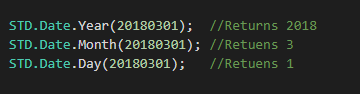 STD.Date.Year(20180301);  //Returns 2018
STD.Date.Month(20180301); //Retuens 3
STD.Date.Day(20180301);   //Retuens 1